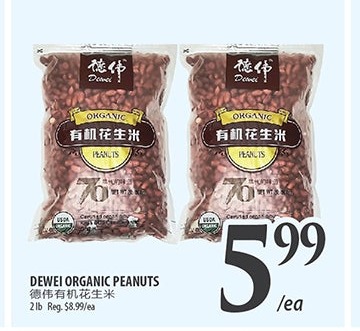 德伟
Dewei
ORGANIC
有机花生米
PEANUTS
USDA
ORGANIC
德伟
Dewei
ORGANIC
有机花生米
PEANUTS
USDA
ORGANIC
5.99
/ea
DEWEI ORGANIC PEANUTS
德伟有机花生米
2 lb Reg. $8.99/ea